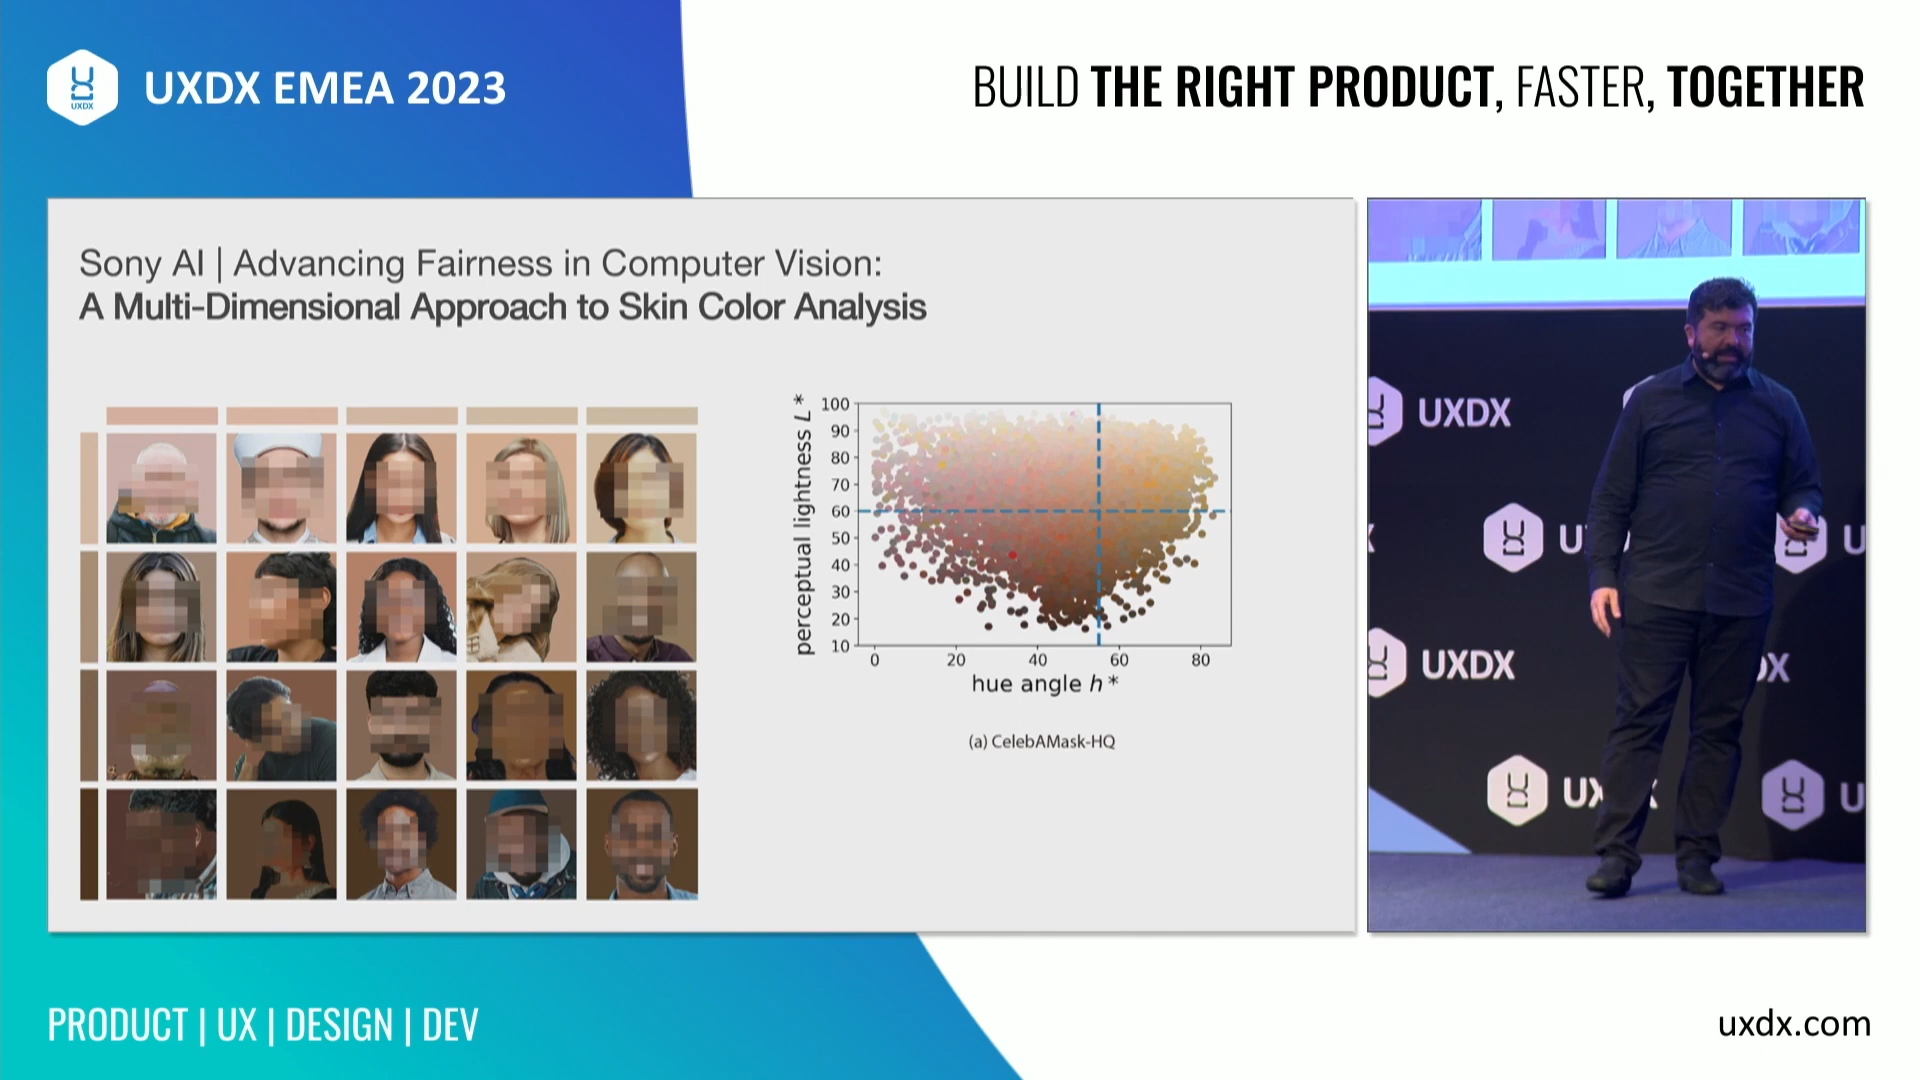 UXDX
UXDX EMEA 2023
BUILD THE RIGHT PRODUCT, FASTER, TOGETHER
Sony AI | Advancing Fairness in Computer Vision:
A Multi-Dimensional Approach to Skin Color Analysis
perceptual lightness L*
100
90
80
70
60
50
40
30
20
10
0 20 40 60 80
hue angle h*
(a) CelebAMask-HQ
UXDX
UXDX
PRODUCT | UX | DESIGN | DEV
uxdx.com